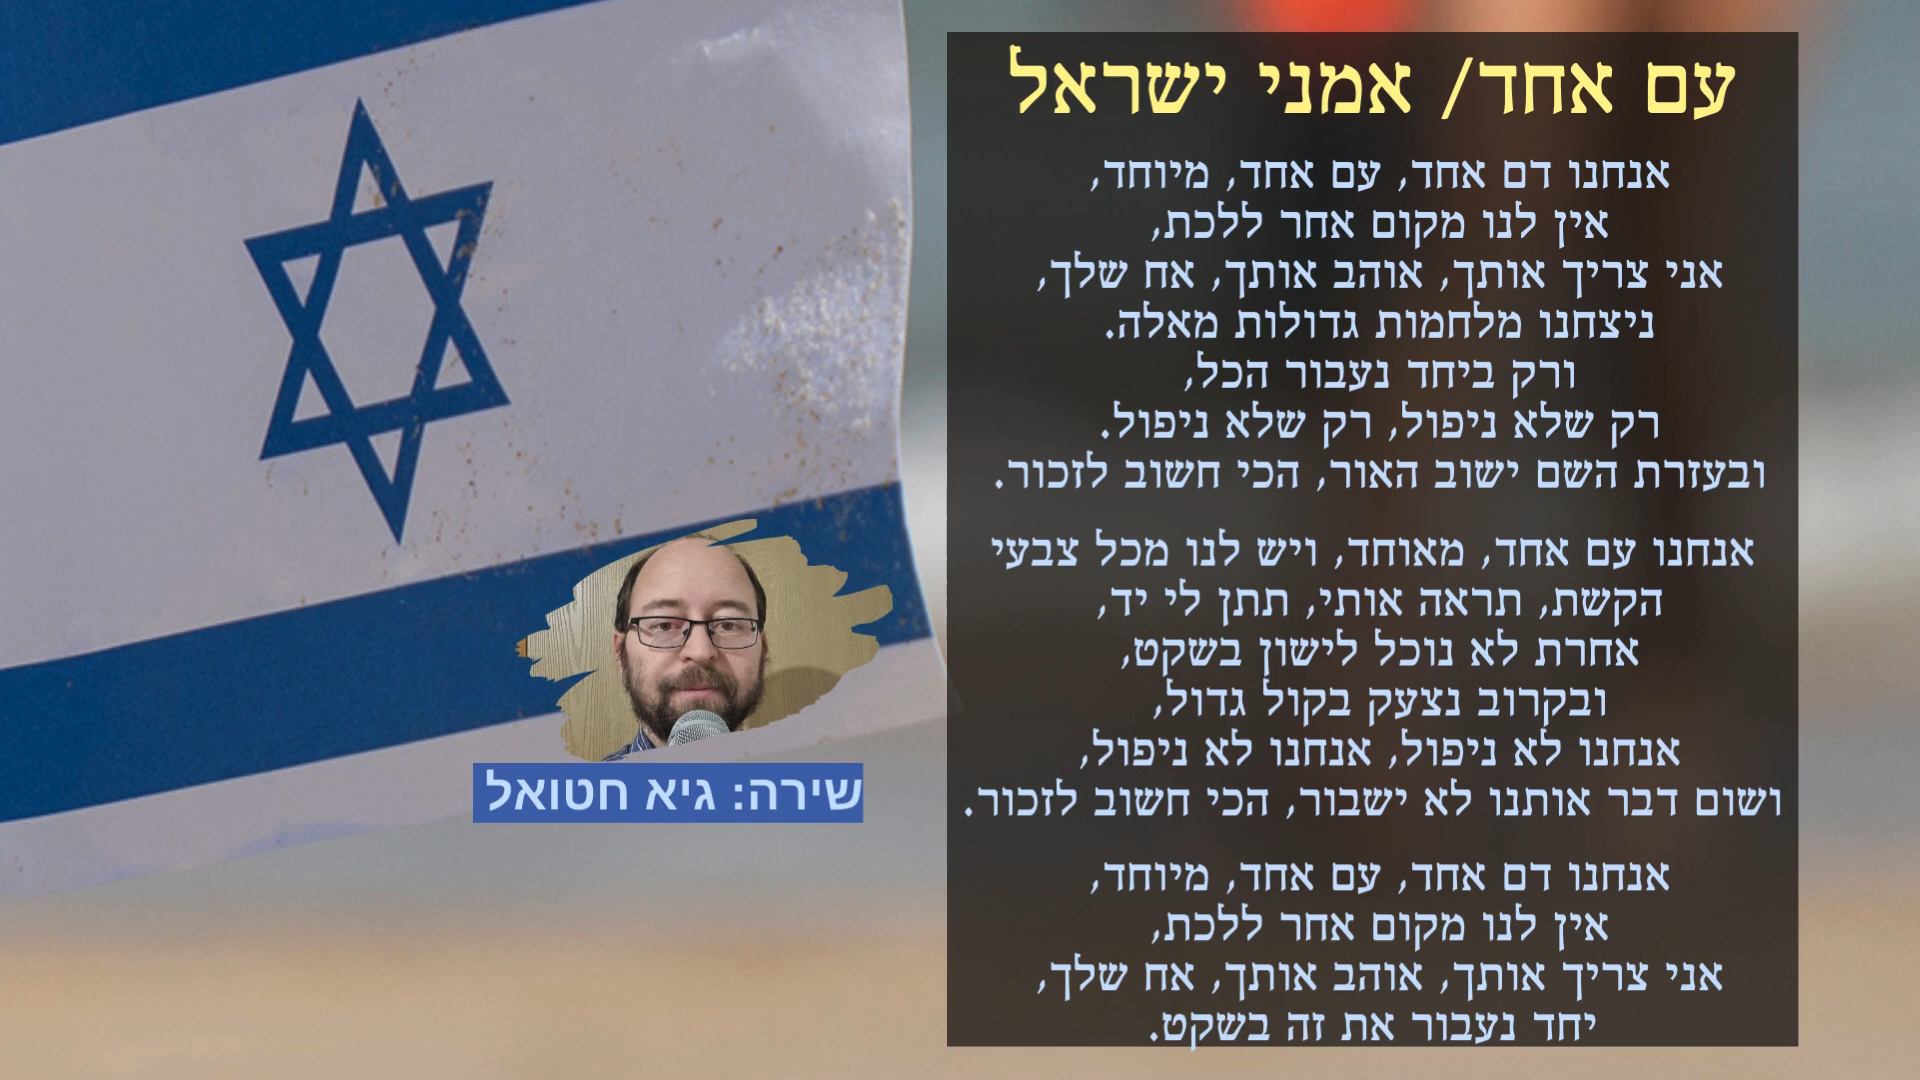 עם אחד/ אמני ישראל
אנחנו דם אחד, עם אחד, מיוחד,
אין לנו מקום אחר ללכת,
אני צריך אותך, אוהב אותך, אח שלך,
ניצחנו מלחמות גדולות מאלה.
ורק ביחד נעבור הכל,
רק שלא ניפול, רק שלא ניפול.
ובעזרת השם ישוב האור, הכי חשוב לזכור.
אנחנו עם אחד, מאוחד, ויש לנו מכל צבעי
הקשת, תראה אותי, תתן לי יד,
אחרת לא נוכל לישון בשקט,
ובקרוב נצעק בקול גדול,
אנחנו לא ניפול, אנחנו לא ניפול,
ושום דבר אותנו לא ישבור, הכי חשוב לזכור.
אנחנו דם אחד, עם אחד, מיוחד,
אין לנו מקום אחר ללכת,
אני צריך אותך, אוהב אותך, אח שלך,
יחד נעבור את זה בשקט.
שירה: גיא חטואל